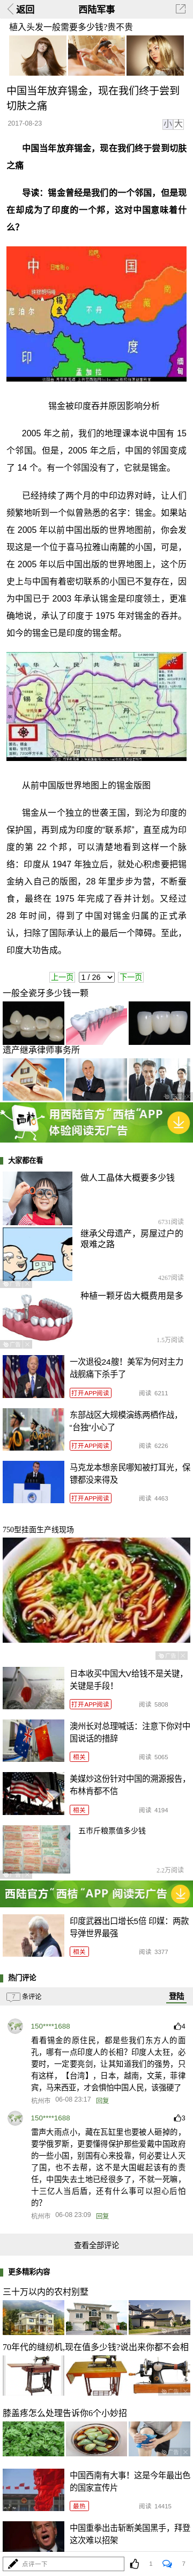 返回
西陆军事
植入头发一般需要多少钱?贵不贵
中国当年放弃锡金，现在我们终于尝到
切肤之痛
2017-08-23
小 大
中国当年放弃锡金，现在我们终于尝到切肤
之痛
导读：锡金曾经是我们的一个邻国，但是现
在却成为了印度的一个邦，这对中国意味着什
么？
中 国
锡金
不 丹
印
孟加拉
缅甸
锡金被印度吞并原因影响分析
2005 年之前，我们的地理课本说中国有 15
个邻国。但是，2005 年之后，中国的邻国变成
了 14 个。有一个邻国没有了，它就是锡金。
已经持续了两个月的中印边界对峙，让人们
频繁地听到一个似曾熟悉的名字：锡金。如果站
在 2005 年以前中国出版的世界地图前，你会发
现这是一个位于喜马拉雅山南麓的小国，可是，
在 2005 年以后中国出版的世界地图上，这个历
史上与中国有着密切联系的小国已不复存在，因
为中国已于 2003 年承认锡金是印度领土，更准
确地说，承认了印度于 1975 年对锡金的吞并。
如今的锡金已是印度的锡金帮。
锡金
不丹
从前中国版世界地图上的锡金版图
锡金从一个独立的世袭王国，到沦为印度的
保护国，再到成为印度的“联系邦”，直至成为印
度的第 22 个邦，可以清楚地看到这样一个脉
络：印度从 1947 年独立后，就处心积虑要把锡
金纳入自己的版图，28 年里步步为营，不断蚕
食，最终在 1975 年完成了吞并计划。又经过
28 年时间，得到了中国对锡金归属的正式承
认，扫除了国际承认上的最后一个障碍。至此，
印度大功告成。
上一页 1 / 26 下一页
一般全瓷牙多少钱一颗
遗产继承律师事务所
用西陆官方“西桔”APP
体验阅读无广告
大家都在看
做人工晶体大概要多少钱
6731阅读
继承父母遗产，房屋过户的
艰难之路
4267阅读
种植一颗牙齿大概费用是多
1.5万阅读
一次退役24艘！美军为何对主力
战舰痛下杀手了
打开APP阅读
阅读 6211
东部战区大规模演练两栖作战，
“台独”小心了
打开APP阅读
阅读 6226
马克龙本想亲民哪知被打耳光，保
镖都没来得及
打开APP阅读
阅读 4463
750型挂面生产线现场
日本收买中国大V给钱不是关键，
关键是手段！
打开APP阅读
阅读 5808
澳州长对总理喊话：注意下你对中
国说话的措辞
相关
阅读 5065
美媒炒这份针对中国的溯源报告，
布林肯都不信
相关
阅读 4194
五市斤粮票值多少钱
2.2万阅读
西陆官方“西桔”APP 阅读无广告
印度武器出口增长5倍 印媒：两款
导弹世界最强
相关
阅读 3377
热门评论
7 条评论
登陆
150****1688
4
看看锡金的原住民，都是些我们东方人的面
孔，哪有一点印度人的长相？印度人太狂，必
要时，一定要亮剑，让其知道我们的强势，只
有这样，【台湾】，日本，越南，文莱，菲律
宾，马来西亚，才会惧怕中国人民，该强硬了
杭州市 06-08 23:17 回复
150****1688
3
雷声大雨点小，藏在瓦缸里也要被人砸掉的，
要学俄罗斯，更要懂得保护那些爱戴中国政府
的一些小国，别国有心来投靠，何必要让人灭
了国，也不去帮，这不是大国崛起该有的责
任，中国失去土地已经很多了，不就一死嘛，
十三亿人当后盾，还有什么事可以担心后怕
的？
杭州市 06-08 23:09 回复
查看全部评论
更多精彩内容
三十万以内的农村别墅
70年代的缝纫机,现在值多少钱?说出来你都不会相
膝盖疼怎么处理告诉你6个小妙招
中国西南有大事！这是今年最出色
的国家宣传片
最热
阅读 14415
中国重拳出击斩断美国黑手，拜登
这次难以招架
点评一下
1
7